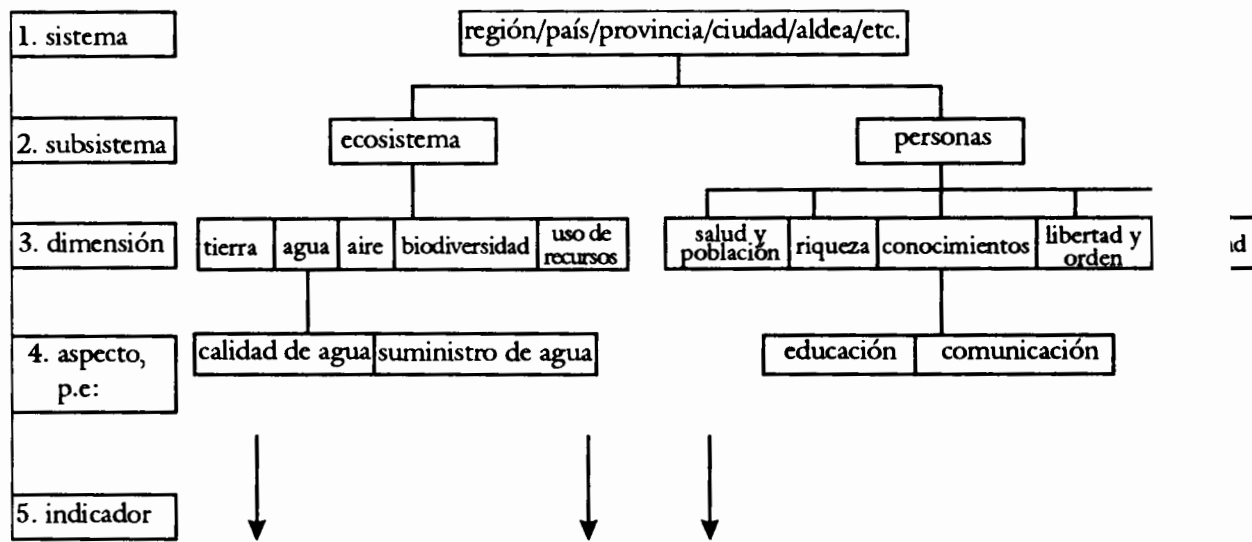 1. sistema
región/país/provincia/ciudad/aldea/etc.
2. subsistema
ecosistema
personas
3. dimensión
tierra
agua
aire
biodiversidad
uso de
recursos
salud y
población
riqueza
conocimientos
libertad y
orden
4. aspecto,
p.e:
calidad de agua
suministro de agua
educación
comunicación
5. indicador